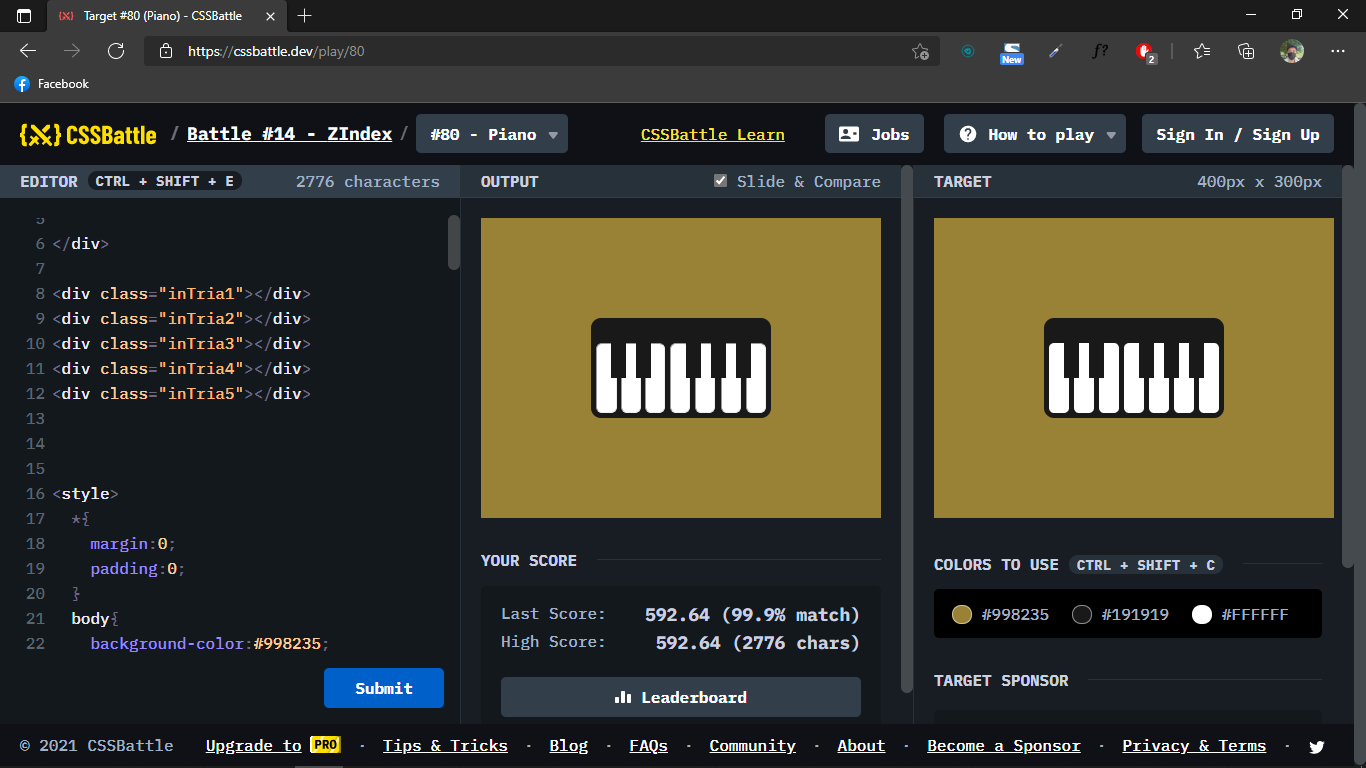 Target #80 (Piano) - CSSBattle
https://cssbattle.dev/play/80
New
f?
2
Facebook
{X} CSSBattle / Battle #14 - ZIndex / #80 - Piano CSSBattle Learn Jobs How to play Sign In / Sign Up
EDITOR CTRL + SHIFT + E 2776 characters
5
6 </div>
7
8 <div class="inTria1"></div>
9 <div class="inTria2"></div>
10 <div class="inTria3"></div>
11 <div class="inTria4"></div>
12 <div class="inTria5"></div>
13
14
15
16 <style>
17 *{
18 margin:0;
19 padding:0;
20 }
21 body{
22 background-color:#998235;
Submit
OUTPUT Slide & Compare
YOUR SCORE
Last Score: 592.64 (99.9% match)
High Score: 592.64 (2776 chars)
Leaderboard
TARGET 400px x 300px
COLORS TO USE CTRL + SHIFT + C
#998235 #191919 #FFFFFF
TARGET SPONSOR
© 2021 CSSBattle Upgrade to PRO · Tips & Tricks · Blog · FAQs · Community · About · Become a Sponsor · Privacy & Terms ·